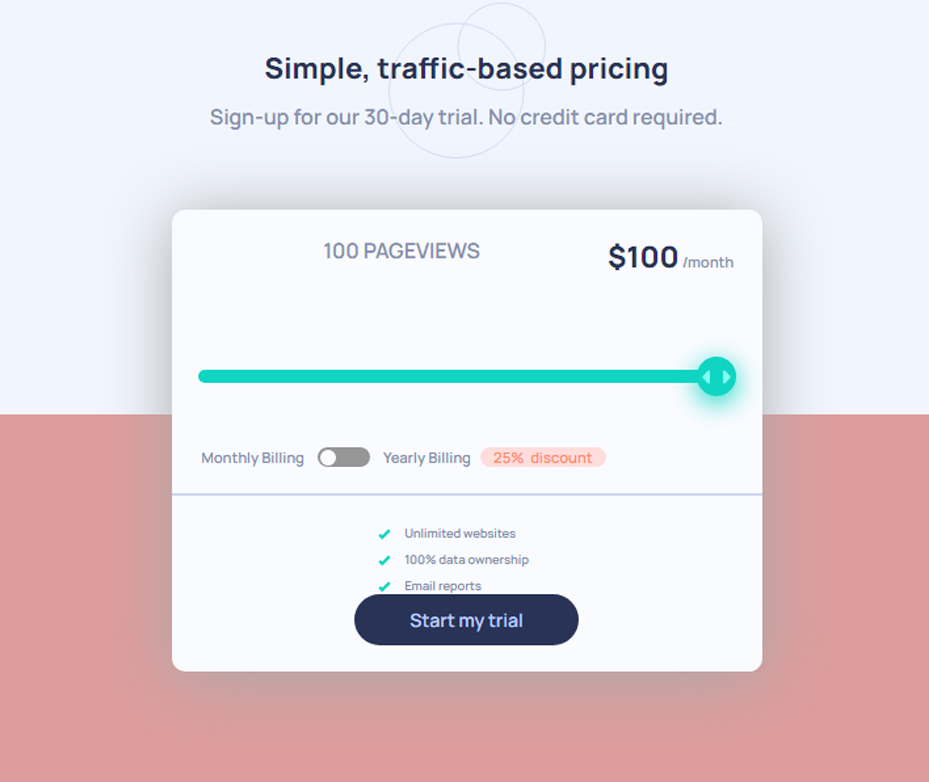 Simple, traffic-based pricing
Sign-up for our 30-day trial. No credit card required.
100 PAGEVIEWS
$100 /month
Monthly Billing
Yearly Billing
25% discount
Unlimited websites
100% data ownership
Email reports
Start my trial